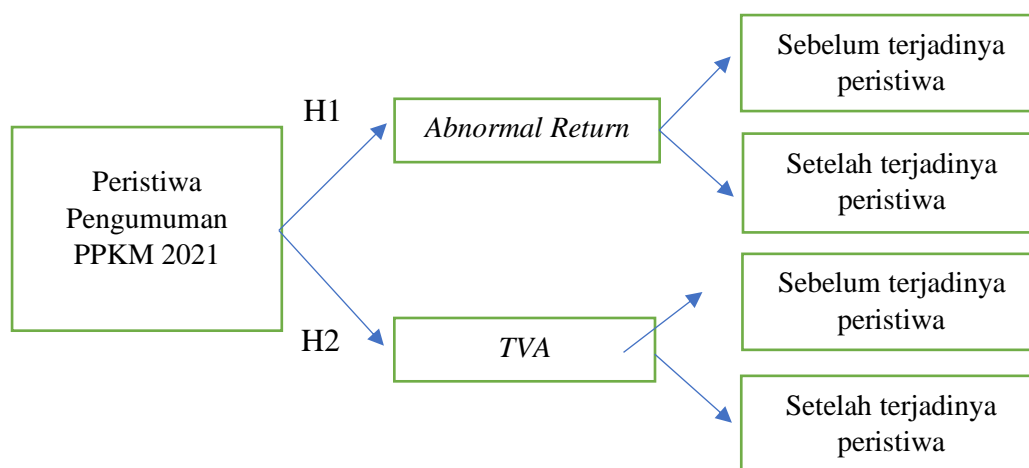 Peristiwa
Pengumuman
PPKM 2021
H1
Abnormal Return
Sebelum terjadinya
peristiwa
Setelah terjadinya
peristiwa
H2
TVA
Sebelum terjadinya
peristiwa
Setelah terjadinya
peristiwa